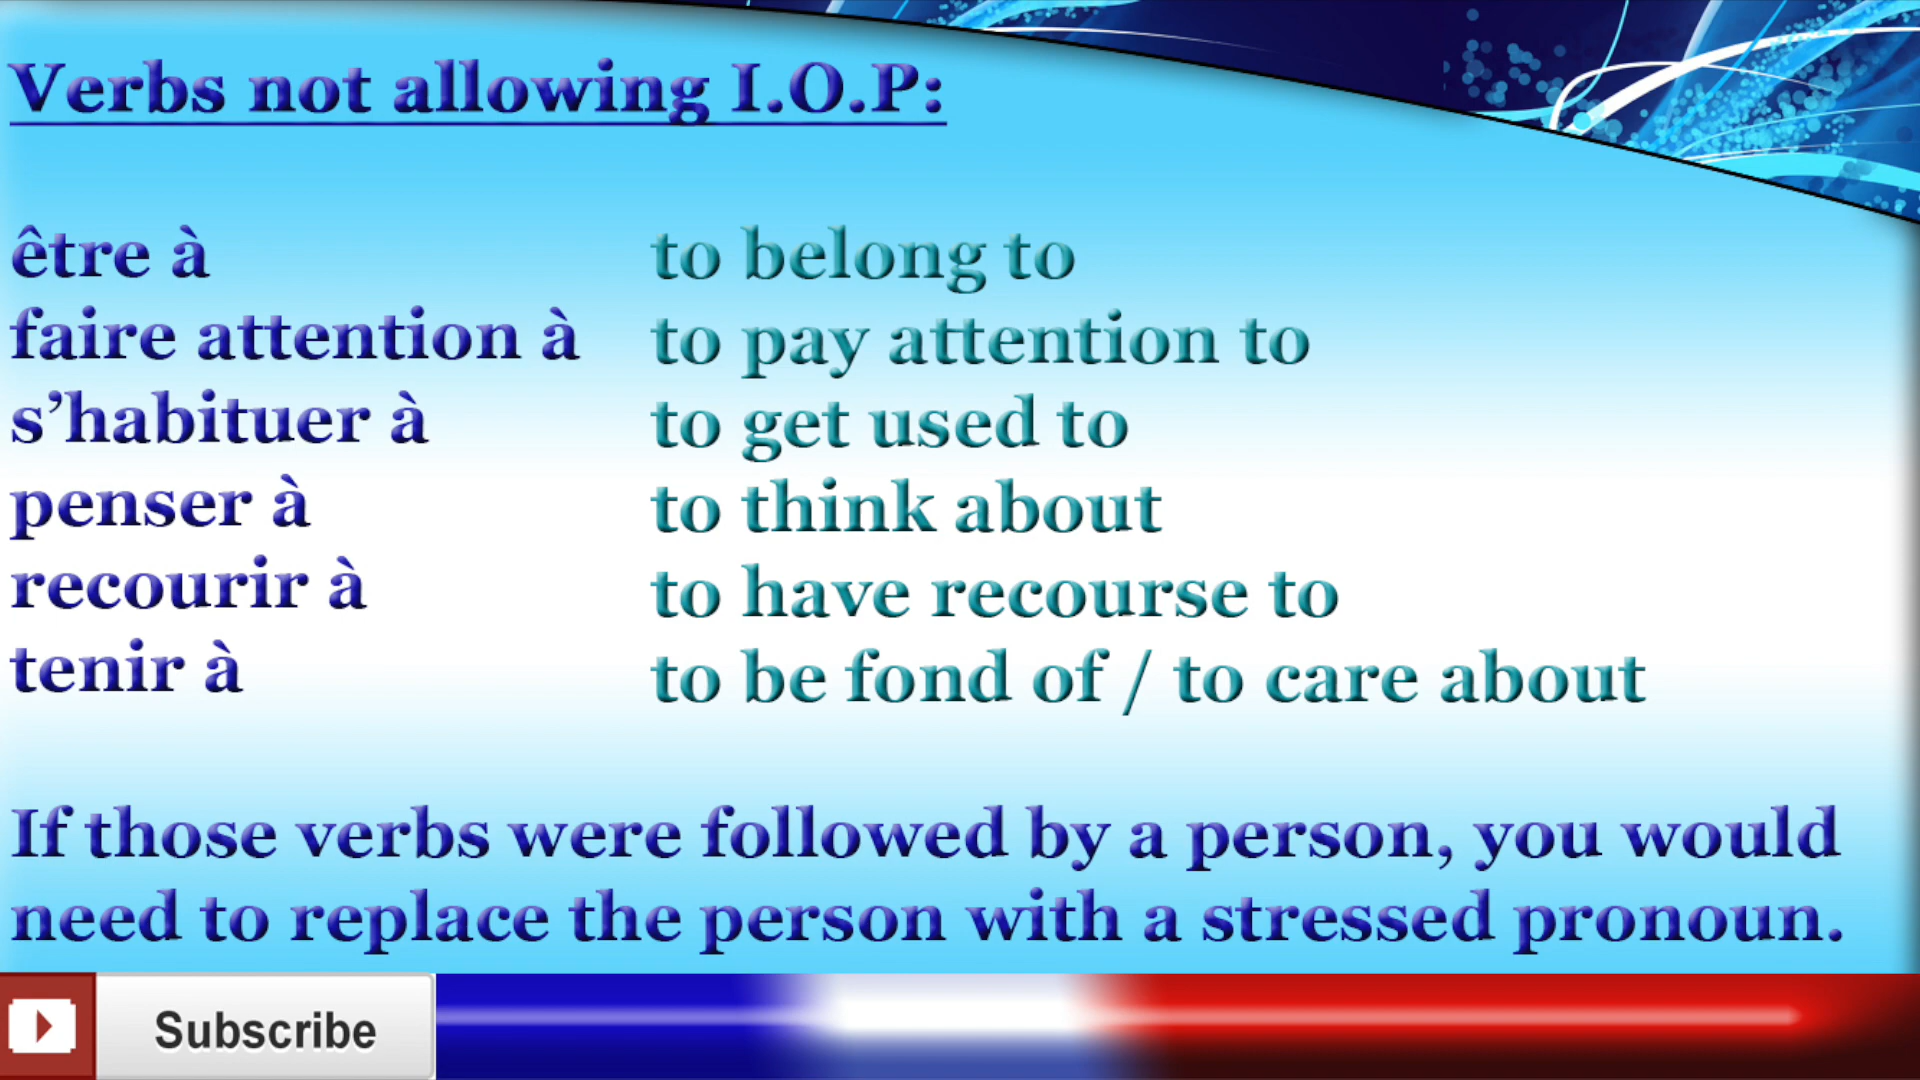 Verbs not allowing I.O.P:
être à to belong to
faire attention à to pay attention to
s’habituer à to get used to
penser à to think about
recourir à to have recourse to
tenir à to be fond of / to care about
If those verbs were followed by a person, you would
need to replace the person with a stressed pronoun.
Subscribe